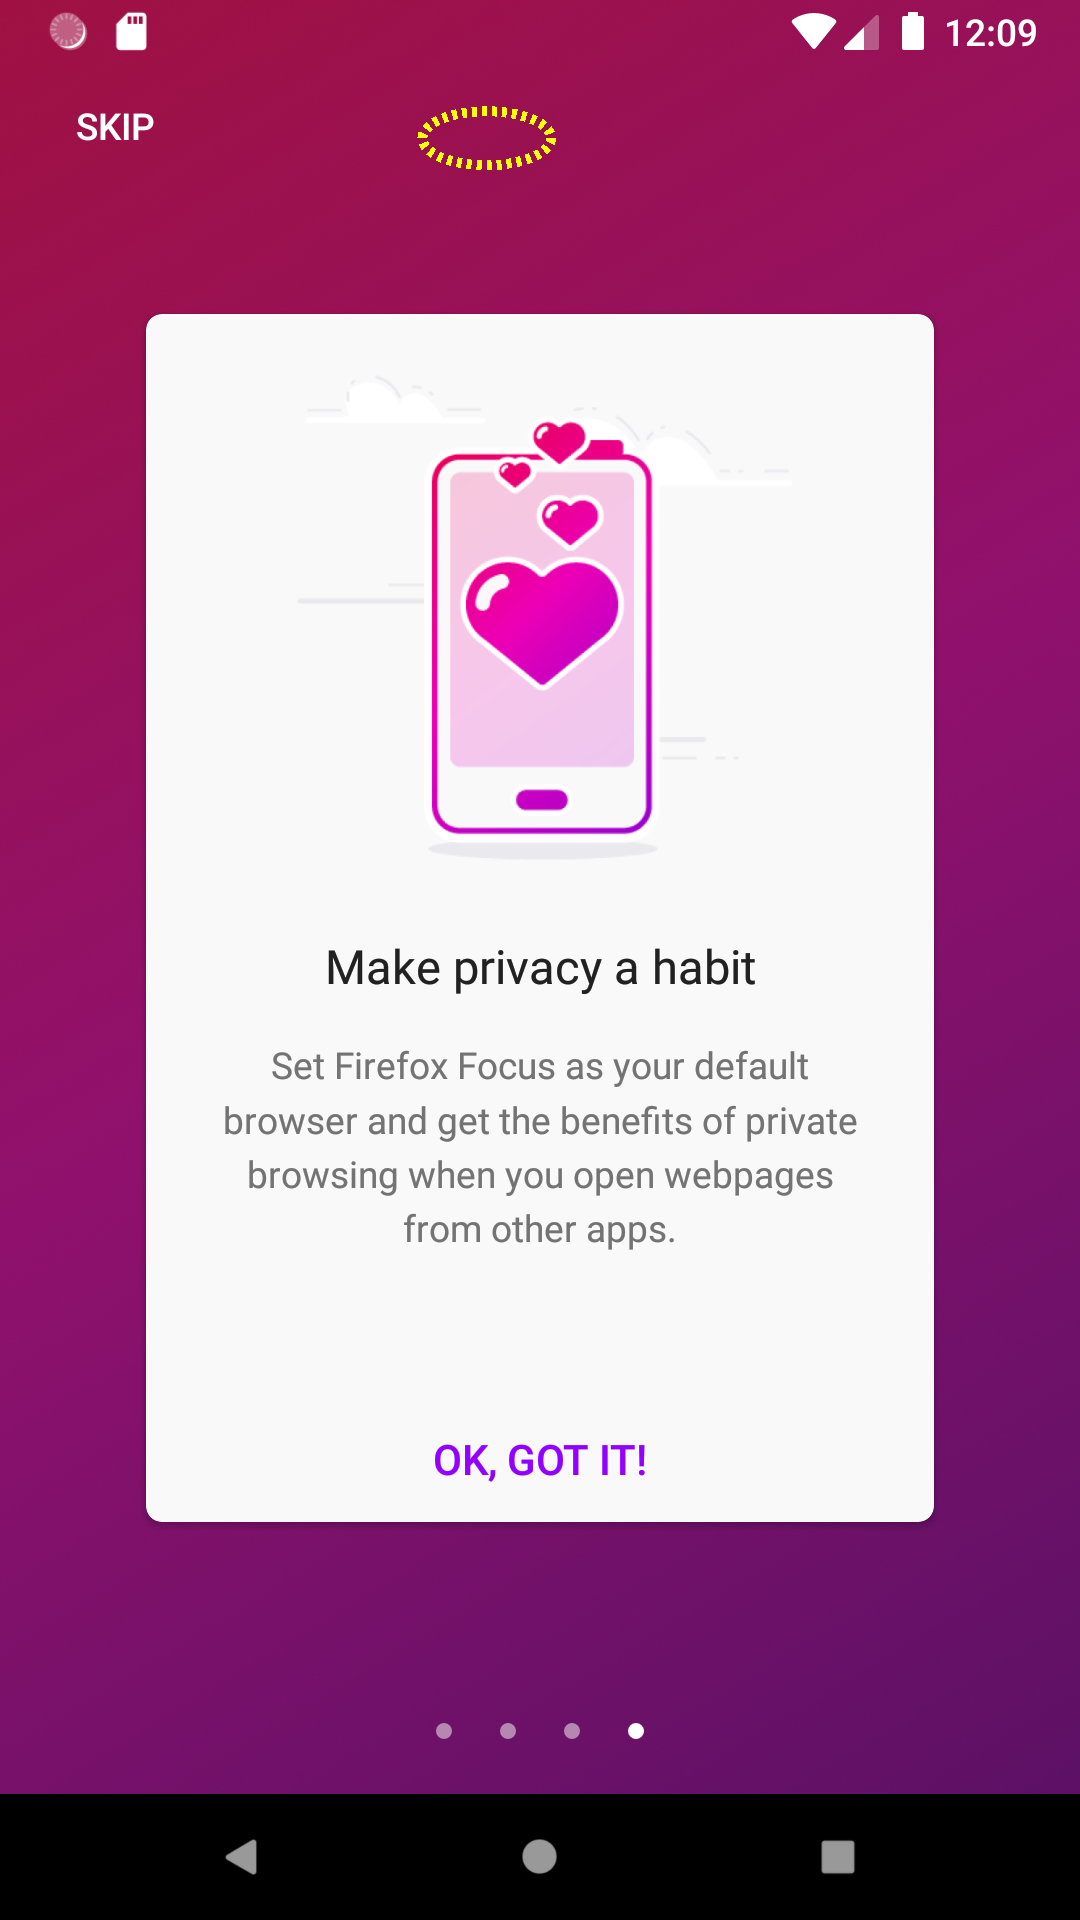 12:09
SKIP
Make privacy a habit
Set Firefox Focus as your default
browser and get the benefits of private
browsing when you open webpages
from other apps.
OK, GOT IT!